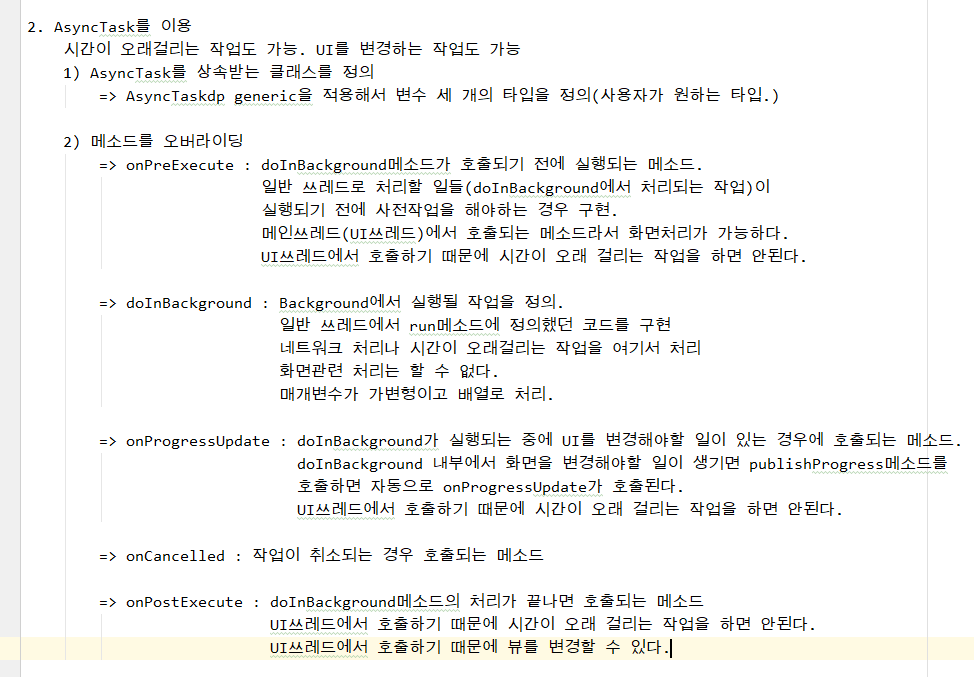 2. AsyncTask를 이용
시간이 오래걸리는 작업도 가능. UI를 변경하는 작업도 가능
1) AsyncTask를 상속받는 클래스를 정의
=> AsyncTaskdp generic을 적용해서 변수 세 개의 타입을 정의(사용자가 원하는 타입.)
2) 메소드를 오버라이딩
=> onPreExecute : doInBackground메소드가 호출되기 전에 실행되는 메소드.
일반 쓰레드로 처리할 일들(doInBackground에서 처리되는 작업)이
실행되기 전에 사전작업을 해야하는 경우 구현.
메인쓰레드(UI쓰레드)에서 호출되는 메소드라서 화면처리가 가능하다.
UI쓰레드에서 호출하기 때문에 시간이 오래 걸리는 작업을 하면 안된다.
=> doInBackground : Background에서 실행될 작업을 정의.
일반 쓰레드에서 run메소드에 정의했던 코드를 구현
네트워크 처리나 시간이 오래걸리는 작업을 여기서 처리
화면관련 처리는 할 수 없다.
매개변수가 가변형이고 배열로 처리.
=> onProgressUpdate : doInBackground가 실행되는 중에 UI를 변경해야할 일이 있는 경우에 호출되는 메소드.
doInBackground 내부에서 화면을 변경해야할 일이 생기면 publishProgress메소드를
호출하면 자동으로 onProgressUpdate가 호출된다.
UI쓰레드에서 호출하기 때문에 시간이 오래 걸리는 작업을 하면 안된다.
=> onCancelled : 작업이 취소되는 경우 호출되는 메소드
=> onPostExecute : doInBackground메소드의 처리가 끝나면 호출되는 메소드
UI쓰레드에서 호출하기 때문에 시간이 오래 걸리는 작업을 하면 안된다.
UI쓰레드에서 호출하기 때문에 뷰를 변경할 수 있다.